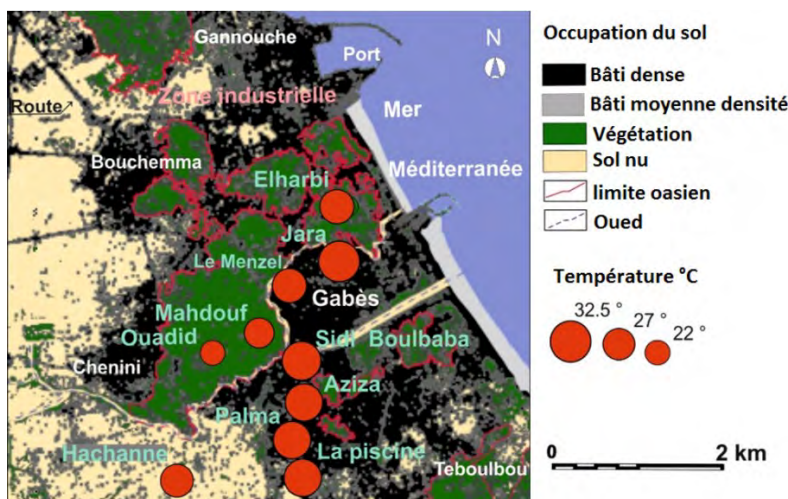 Gannouche
Port
N
Zone industrielle
Route
Mer
Bouchemma
Elharbi
Méditerranée
Jara
Le Menzel
Gabès
Mahdouf
Ouadid
Sidi Boulbaba
Chenini
Aziza
Palma
Hachanne
La piscine
Teboulbou
Occupation du sol
Bâti dense
Bâti moyenne densité
Végétation
Sol nu
limite oasien
Oued
Température °C
32.5 °
27 °
22 °
0 2 km